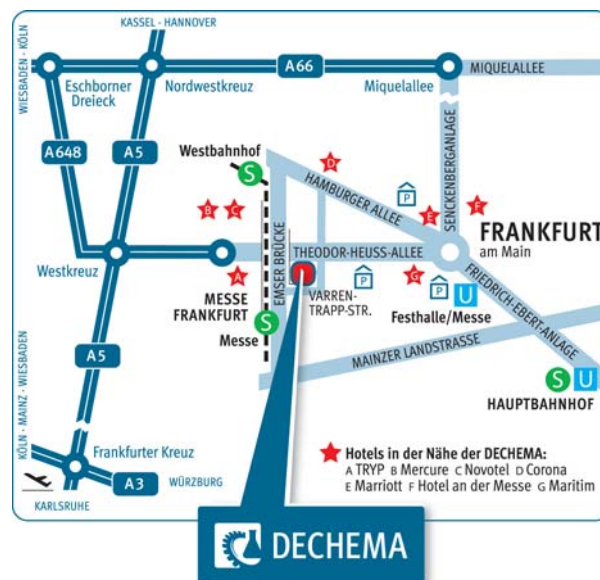 KASSEL - HANNOVER
WIESBADEN - KÖLN
A66
MIQUELALLEE
Eschborner
Dreieck
Nordwestkreuz
Miquelallee
A648
A5
Westbahnhof
S
D
HAMBURGER ALLEE
P
SENCKENBERGANLAGE
B
C
E
F
FRANKFURT
am Main
Westkreuz
EMSER BRÜCKE
THEODOR-HEUSS-ALLEE
A
MESSE
FRANKFURT
VARREN-
TRAPP-STR.
P
G
P
U
Festhalle/Messe
FRIEDRICH-EBERT-ANLAGE
S
Messe
MAINZER LANDSTRASSE
A5
KÖLN - MAINZ - WIESBADEN
S
U
HAUPTBAHNHOF
Frankfurter Kreuz
A3
WÜRZBURG
KARLSRUHE
Hotels in der Nähe der DECHEMA:
A TRYP B Mercure C Novotel D Corona
E Marriott F Hotel an der Messe G Maritim
DECHEMA